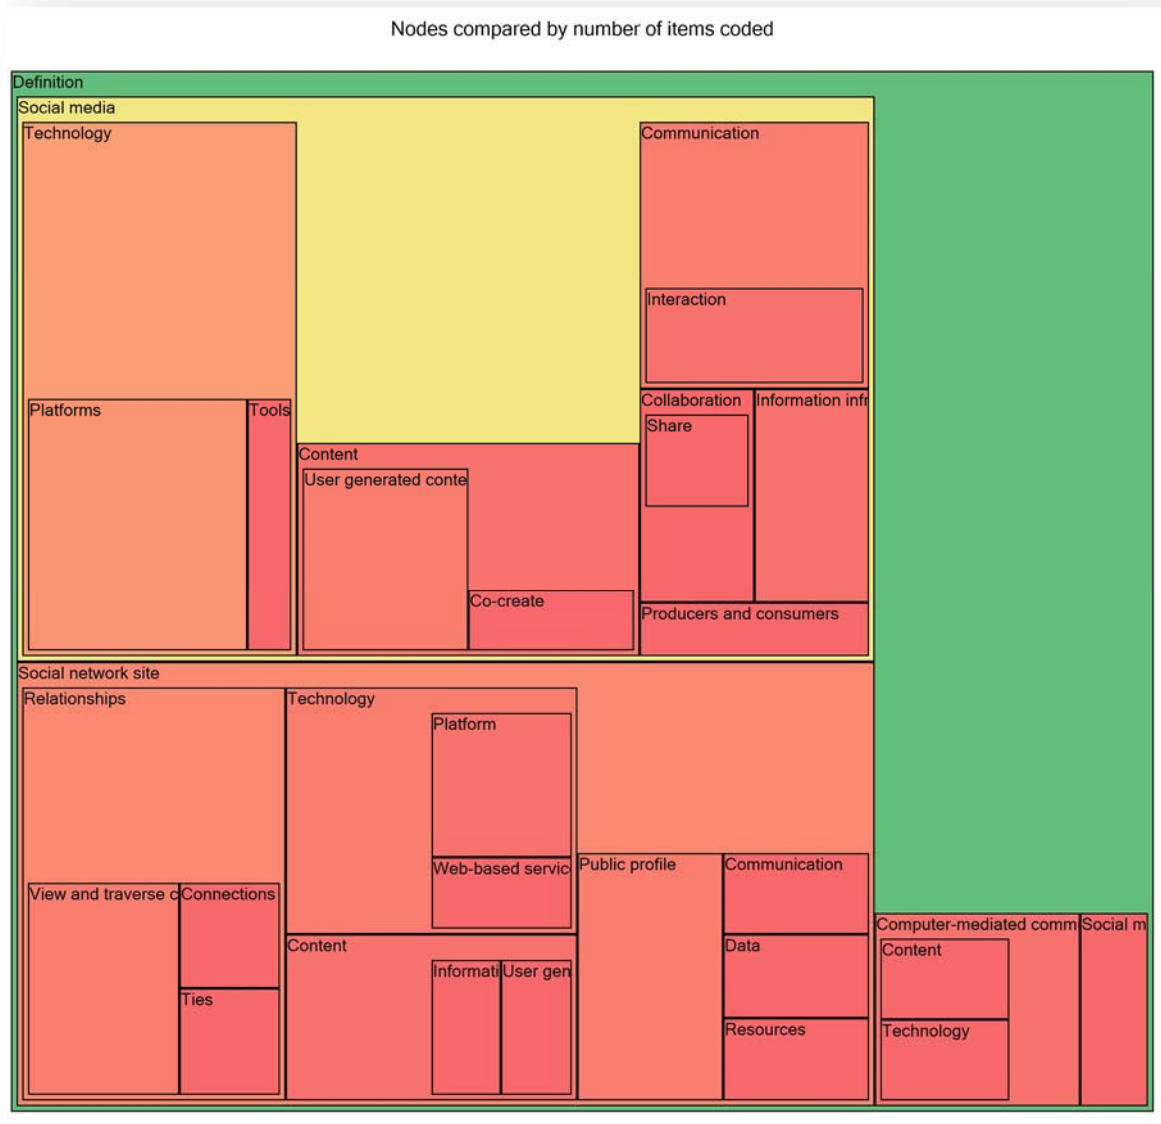 Nodes compared by number of items coded
Definition
Social media
Technology
Communication
Interaction
Platforms
Tools
Collaboration
Information infr
Share
Content
User generated conte
Co-create
Producers and consumers
Social network site
Relationships
Technology
Platform
Web-based servic
Public profile
Communication
View and traverse c
Connections
Ties
Content
Informati
User gen
Data
Resources
Computer-mediated comm
Social m
Content
Technology